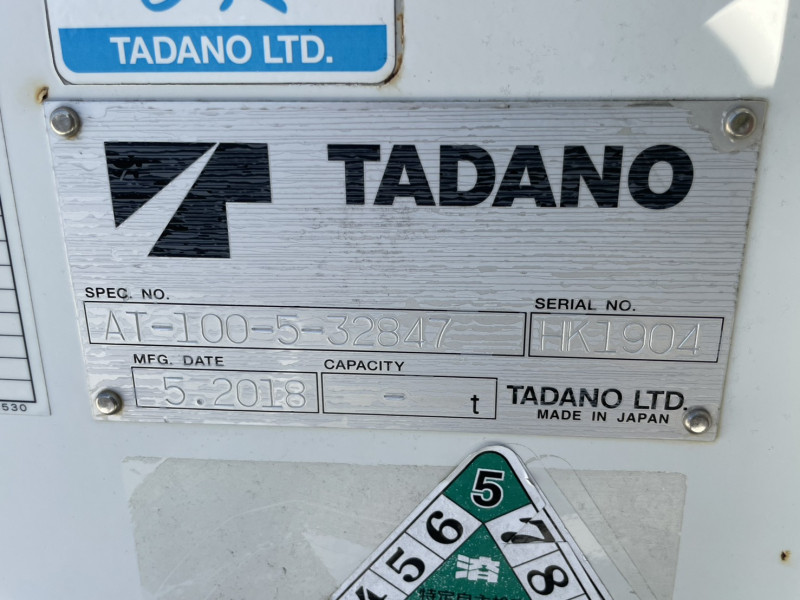 TADANO LTD.
TADANO
SPEC. NO.
AT-100-5-32847
SERIAL NO.
HK1904
MFG. DATE
5.2018
CAPACITY
- t
TADANO LTD.
MADE IN JAPAN
530
5
6
7
5
8
4
済